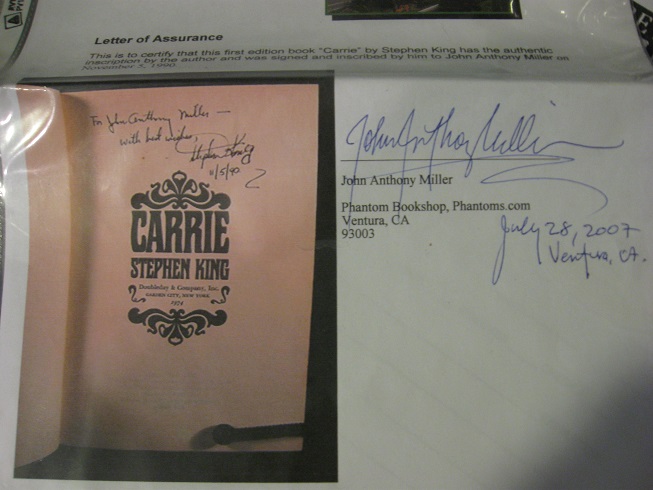 Letter of Assurance
This is to certify that this first edition book "Carrie" by Stephen King has the authentic
inscription by the author and was signed and inscribed by him to John Anthony Miller on
For John Anthony Miller —
with best wishes,
Stephen King
11/5/90
CARRIE
STEPHEN KING
Doubleday & Company, Inc.
GARDEN CITY, NEW YORK
1974
John Anthony Miller
John Anthony Miller
Phantom Bookshop, Phantoms.com
Ventura, CA
93003
July 28, 2007
Ventura, CA.